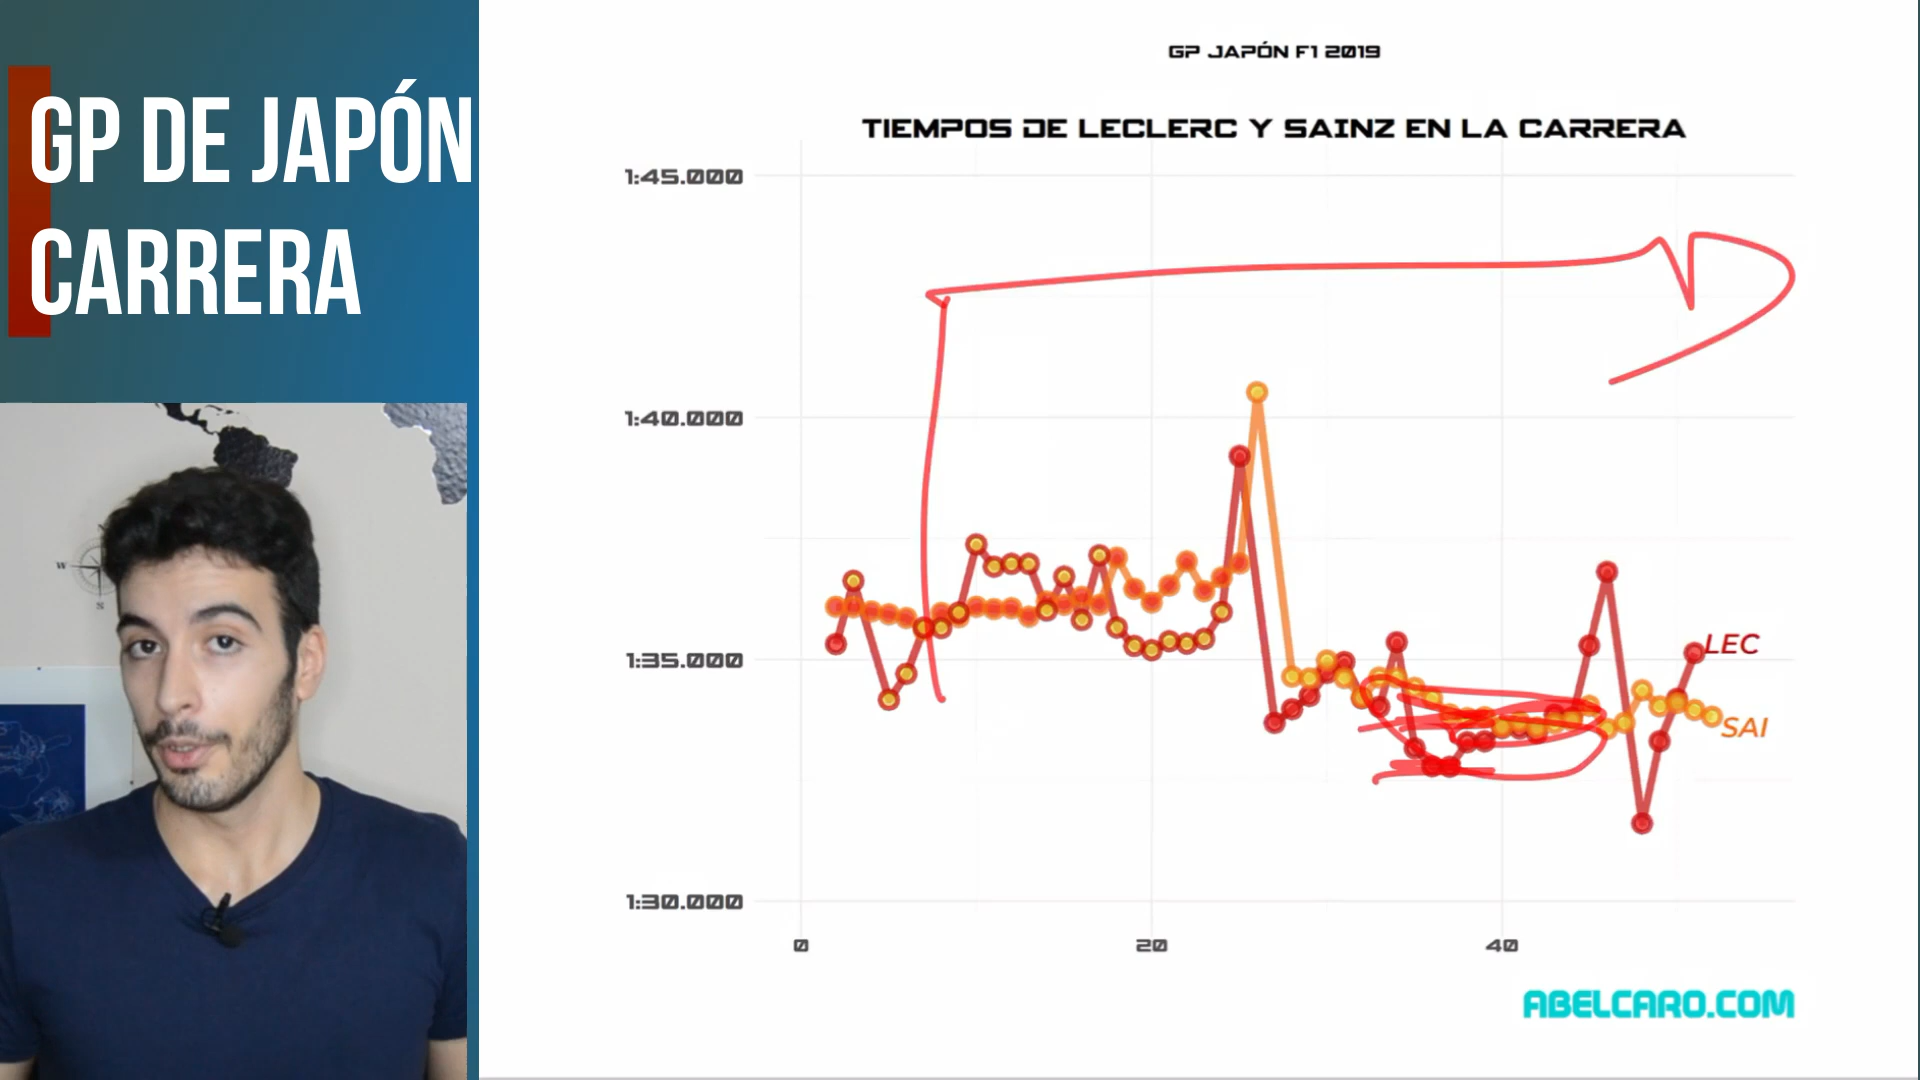 GP DE JAPÓN
CARRERA
GP JAPÓN F1 2019
TIEMPOS DE LECLERC Y SAINZ EN LA CARRERA
1:45.000
1:40.000
1:35.000
1:30.000
0
20
40
LEC
SAI
W
S
ABELCARO.COM